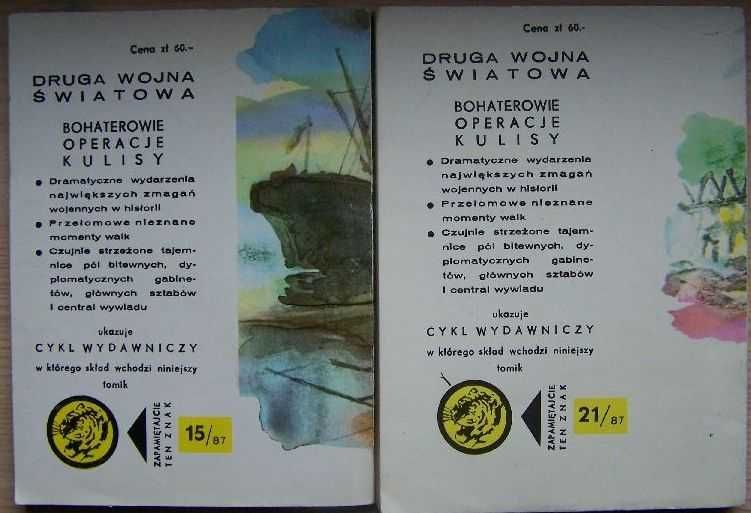 Cena zł 60.-
DRUGA WOJNA
ŚWIATOWA
BOHATEROWIE
OPERACJE
KULISY
● Dramatyczne wydarzenia
największych zmagań
wojennych w historii
● Przełomowe nieznane
momenty walk
● Czujnie strzeżone tajem-
nice pól bitewnych, dy-
plomatycznych gabine-
tów, głównych sztabów
i central wywiadu
ukazuje
CYKL WYDAWNICZY
w którego skład wchodzi niniejszy
tomik
ZAPAMIĘTAJCIE
TEN ZNAK
15/87
Cena zł 60.-
DRUGA WOJNA
ŚWIATOWA
BOHATEROWIE
OPERACJE
KULISY
● Dramatyczne wydarzenia
największych zmagań
wojennych w historii
● Przełomowe nieznane
momenty walk
● Czujnie strzeżone tajem-
nice pól bitewnych, dy-
plomatycznych gabine-
tów, głównych sztabów
i central wywiadu
ukazuje
CYKL WYDAWNICZY
w którego skład wchodzi niniejszy
tomik
ZAPAMIĘTAJCIE
TEN ZNAK
21/87